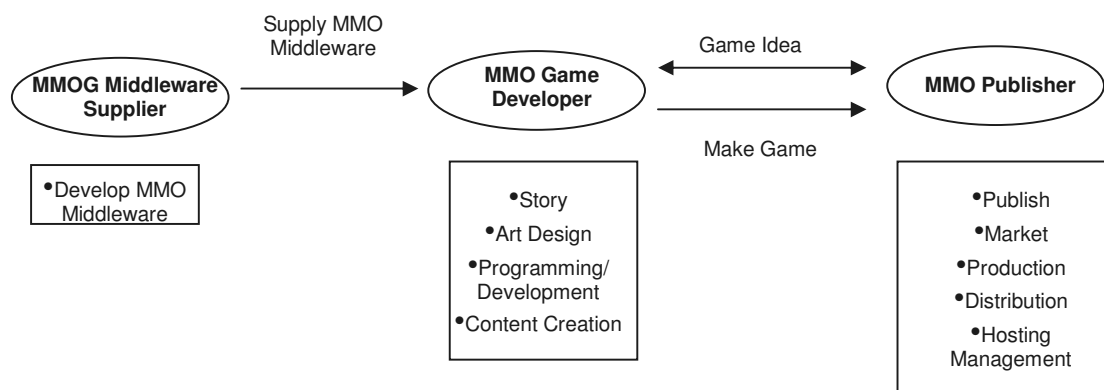 Supply MMO
Middleware
Game Idea
MMOG Middleware
Supplier
MMO Game
Developer
MMO Publisher
Make Game
•Develop MMO
Middleware
•Story
•Art Design
•Programming/
Development
•Content Creation
•Publish
•Market
•Production
•Distribution
•Hosting
Management